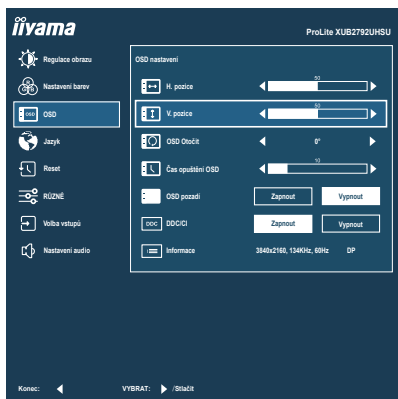 iiyama
ProLite XUB2792UHSU
Regulace obrazu
Nastavení barev
OSD OSD
Jazyk
Reset
RŮZNÉ
Volba vstupů
Nastavení audio
OSD nastavení
H. pozice 50
V. pozice 50
OSD Otočit 0°
Čas opuštění OSD 10
OSD pozadí Zapnout Vypnout
DDC DDC/CI Zapnout Vypnout
Informace 3840x2160, 134KHz, 60Hz DP
Konec: VYBRAT: /Stlačit